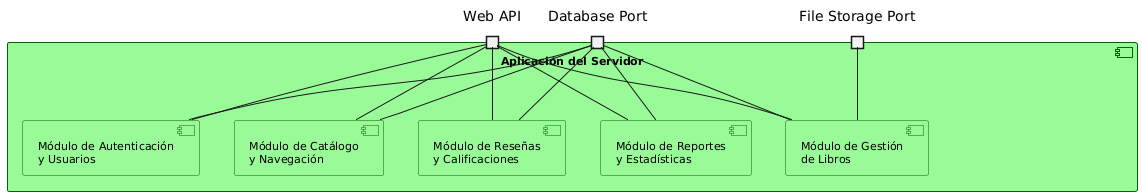 Web API
Database Port
File Storage Port
Aplicación del Servidor
Módulo de Autenticación
y Usuarios
Módulo de Catálogo
y Navegación
Módulo de Reseñas
y Calificaciones
Módulo de Reportes
y Estadísticas
Módulo de Gestión
de Libros